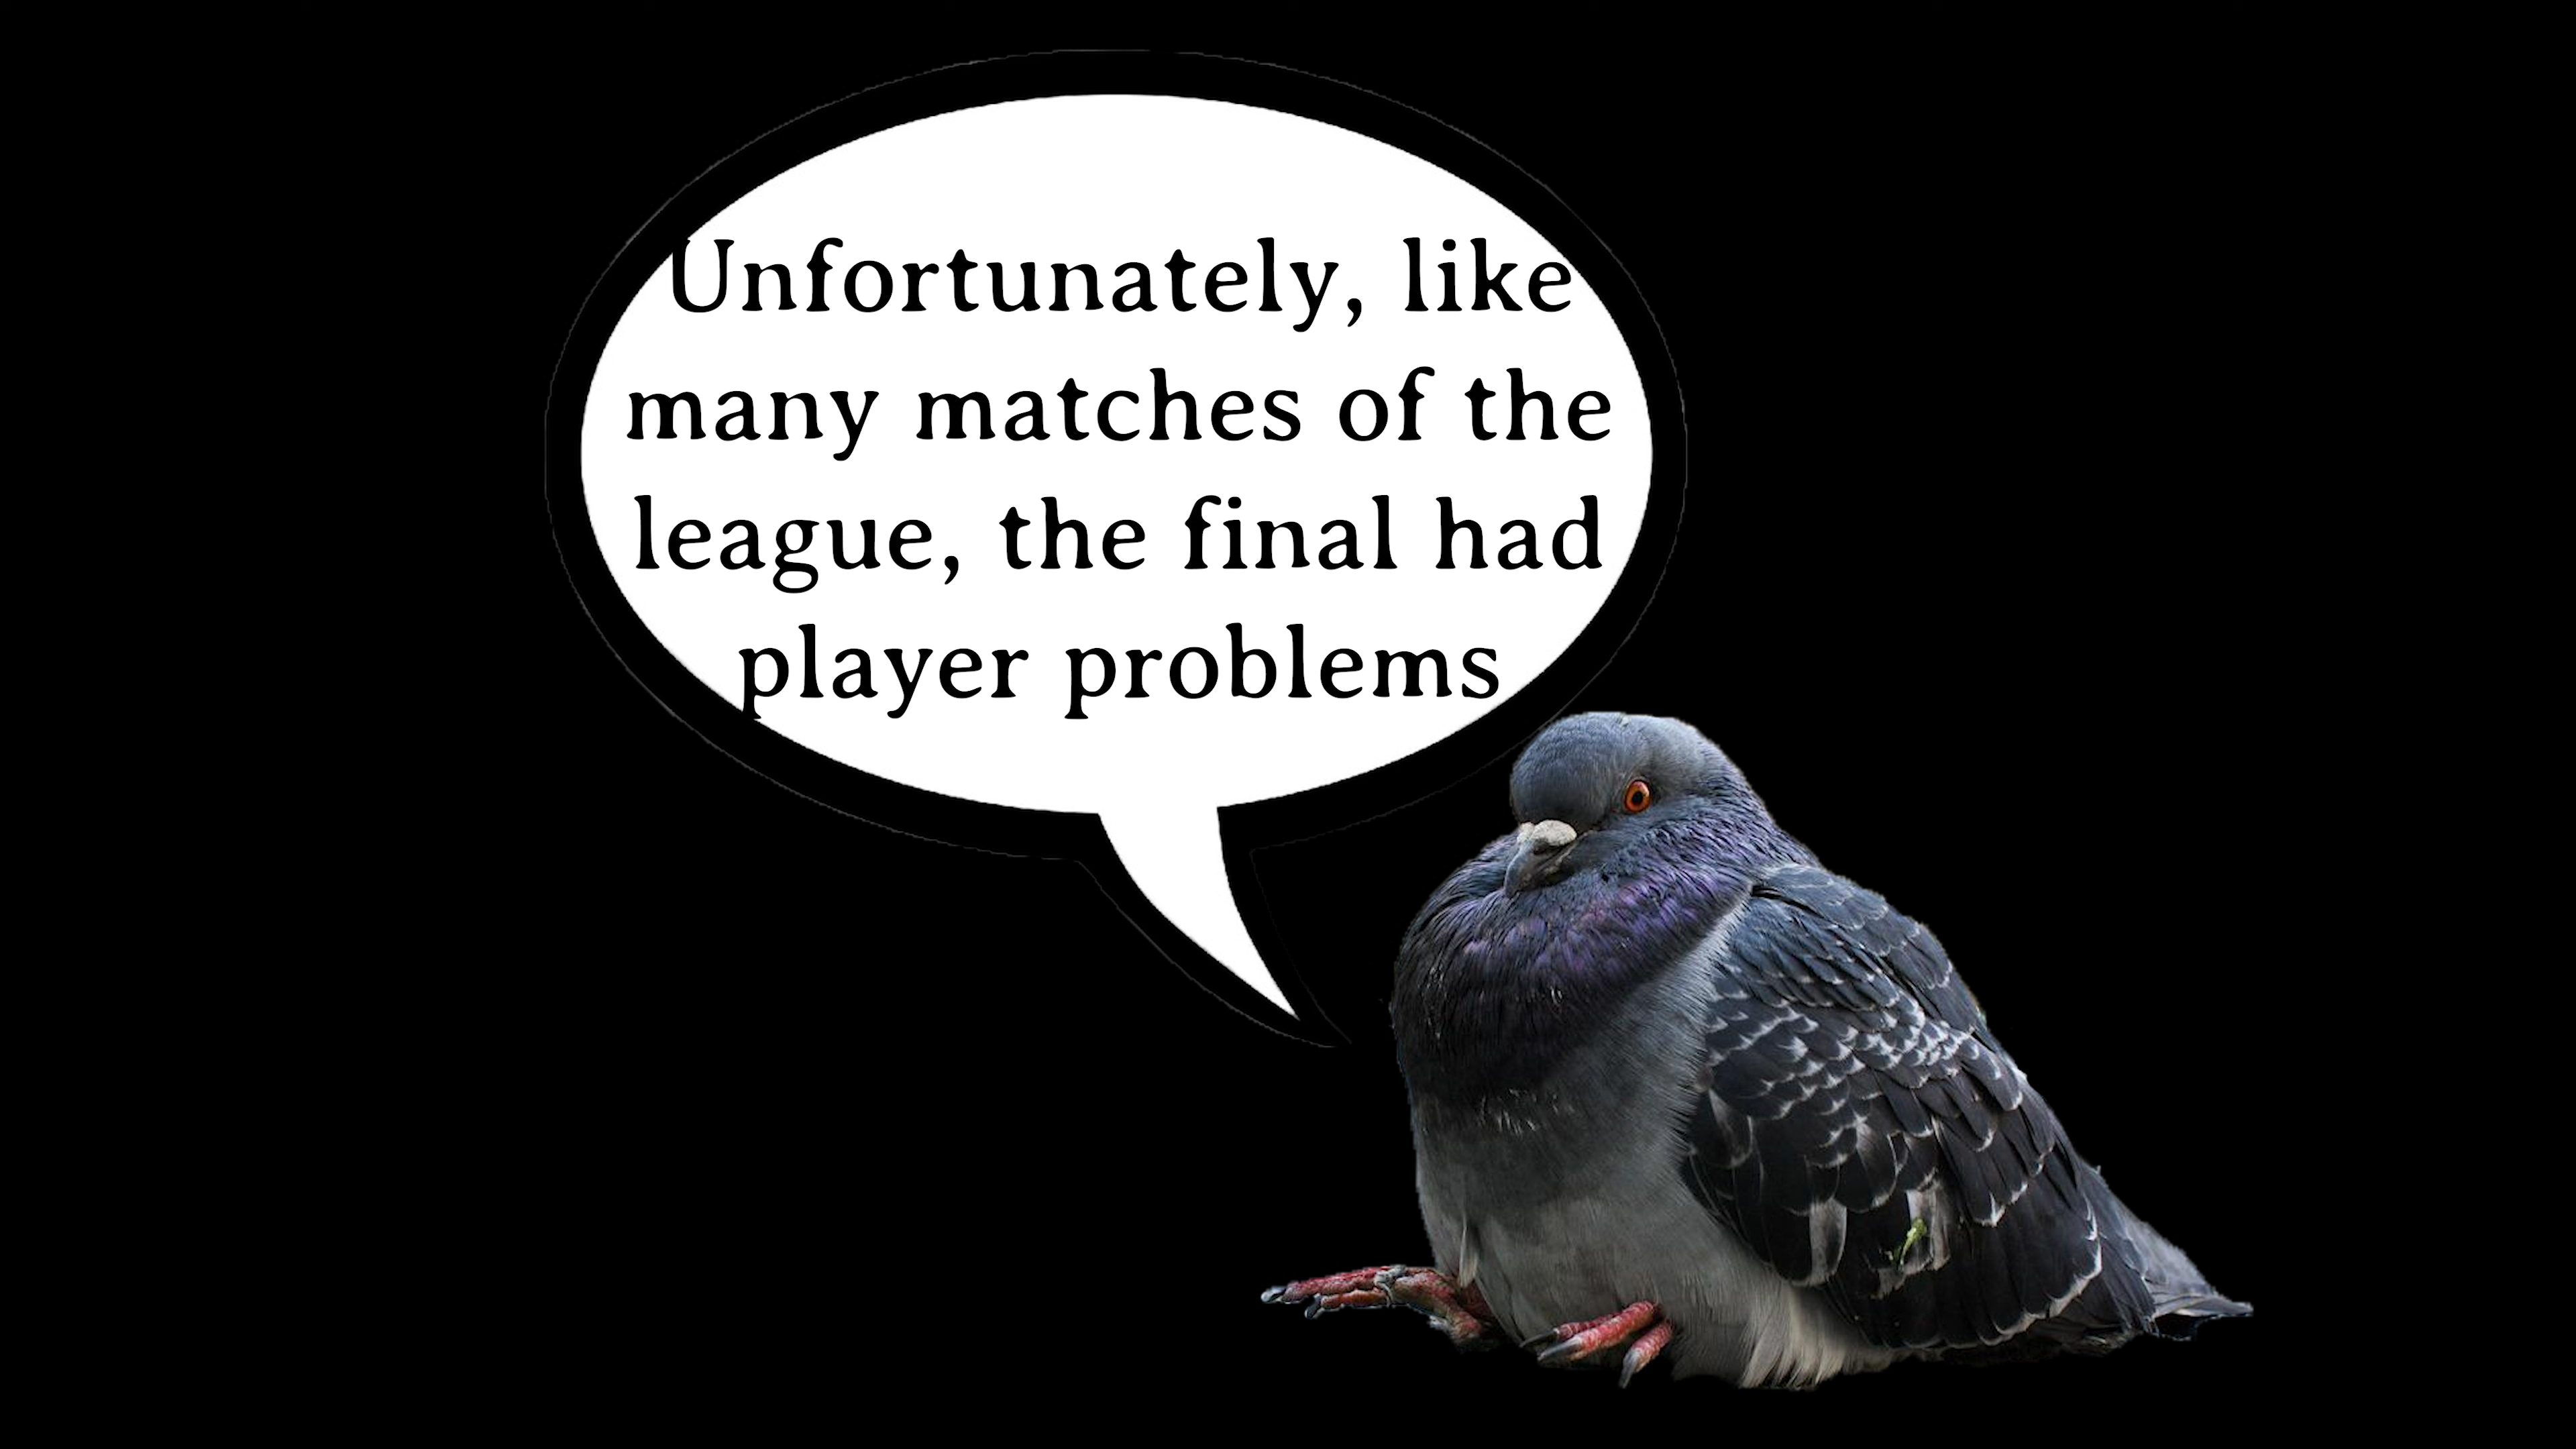 Unfortunately, like
many matches of the
league, the final had
player problems